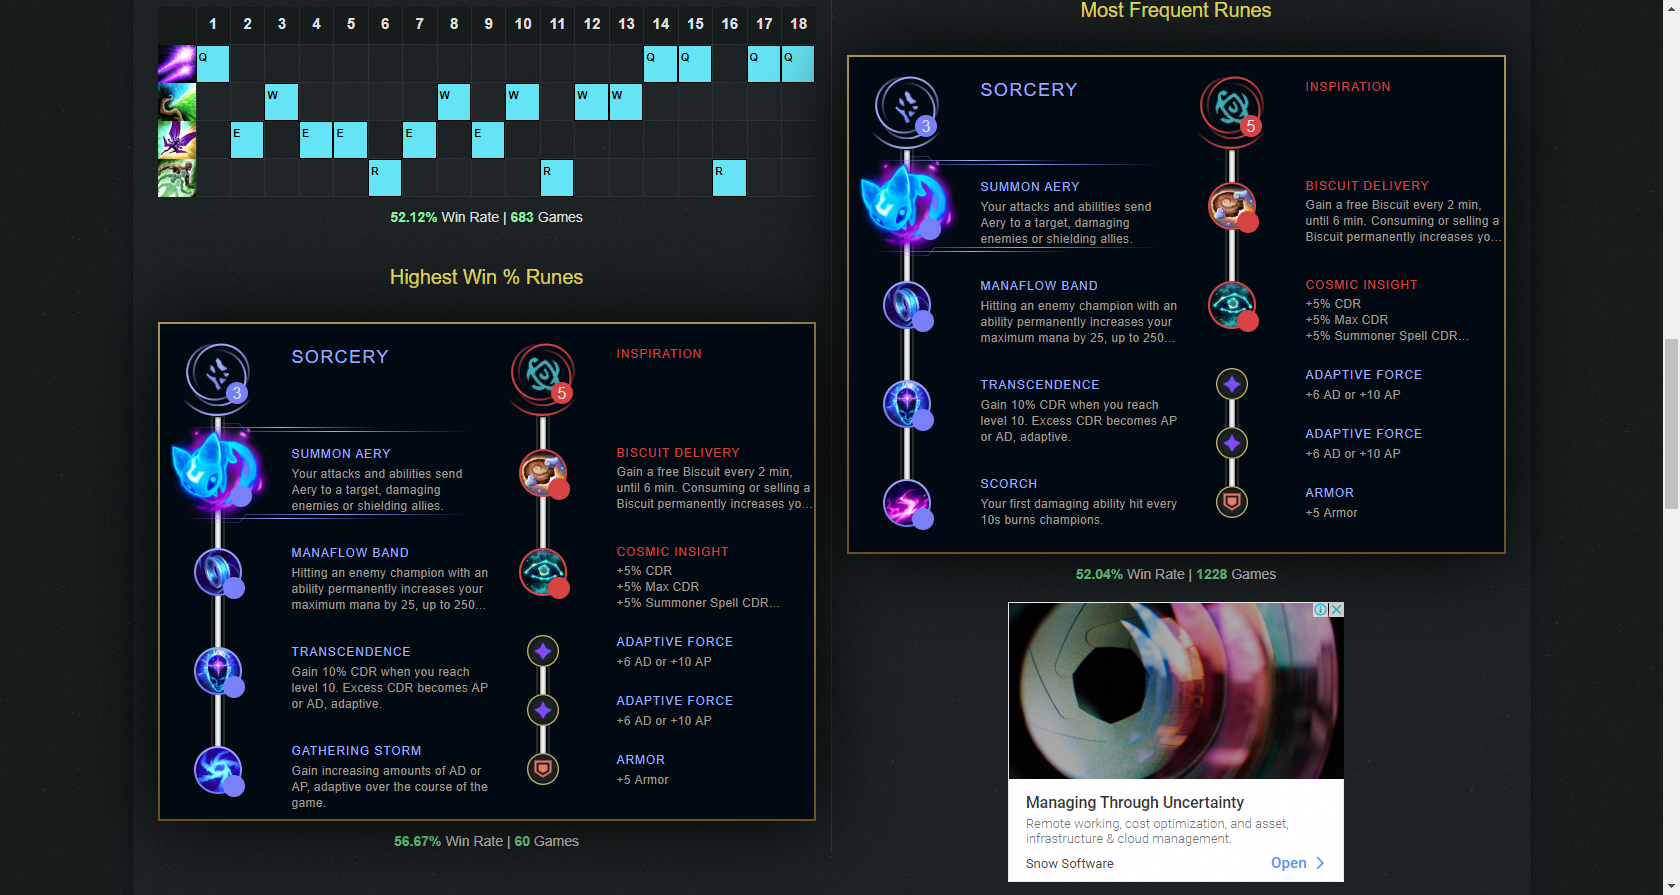 1 2 3 4 5 6 7 8 9 10 11 12 13 14 15 16 17 18
Q Q Q Q Q
W W W W W
E E E E E
R R R
52.12% Win Rate | 683 Games
Highest Win % Runes
3
SORCERY
5
INSPIRATION
SUMMON AERY
Your attacks and abilities send
Aery to a target, damaging
enemies or shielding allies.
MANAFLOW BAND
Hitting an enemy champion with an
ability permanently increases your
maximum mana by 25, up to 250...
TRANSCENDENCE
Gain 10% CDR when you reach
level 10. Excess CDR becomes AP
or AD, adaptive.
GATHERING STORM
Gain increasing amounts of AD or
AP, adaptive over the course of the
game.
BISCUIT DELIVERY
Gain a free Biscuit every 2 min,
until 6 min. Consuming or selling a
Biscuit permanently increases yo...
COSMIC INSIGHT
+5% CDR
+5% Max CDR
+5% Summoner Spell CDR...
ADAPTIVE FORCE
+6 AD or +10 AP
ADAPTIVE FORCE
+6 AD or +10 AP
ARMOR
+5 Armor
56.67% Win Rate | 60 Games
Most Frequent Runes
3
SORCERY
5
INSPIRATION
SUMMON AERY
Your attacks and abilities send
Aery to a target, damaging
enemies or shielding allies.
MANAFLOW BAND
Hitting an enemy champion with an
ability permanently increases your
maximum mana by 25, up to 250...
TRANSCENDENCE
Gain 10% CDR when you reach
level 10. Excess CDR becomes AP
or AD, adaptive.
SCORCH
Your first damaging ability hit every
10s burns champions.
BISCUIT DELIVERY
Gain a free Biscuit every 2 min,
until 6 min. Consuming or selling a
Biscuit permanently increases yo...
COSMIC INSIGHT
+5% CDR
+5% Max CDR
+5% Summoner Spell CDR...
ADAPTIVE FORCE
+6 AD or +10 AP
ADAPTIVE FORCE
+6 AD or +10 AP
ARMOR
+5 Armor
52.04% Win Rate | 1228 Games
Managing Through Uncertainty
Remote working, cost optimization, and asset,
infrastructure & cloud management.
Snow Software
Open